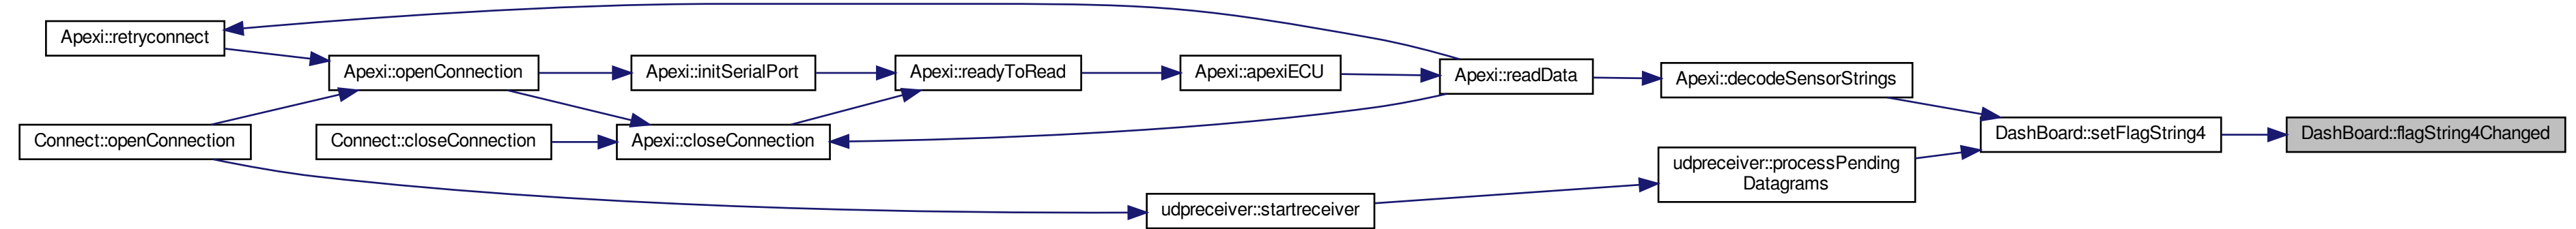 Apexi::retryconnect
Apexi::openConnection
Apexi::initSerialPort
Apexi::readyToRead
Apexi::apexiECU
Apexi::readData
Apexi::decodeSensorStrings
Connect::openConnection
Connect::closeConnection
Apexi::closeConnection
DashBoard::setFlagString4
DashBoard::flagString4Changed
udpreceiver::processPending
Datagrams
udpreceiver::startreceiver